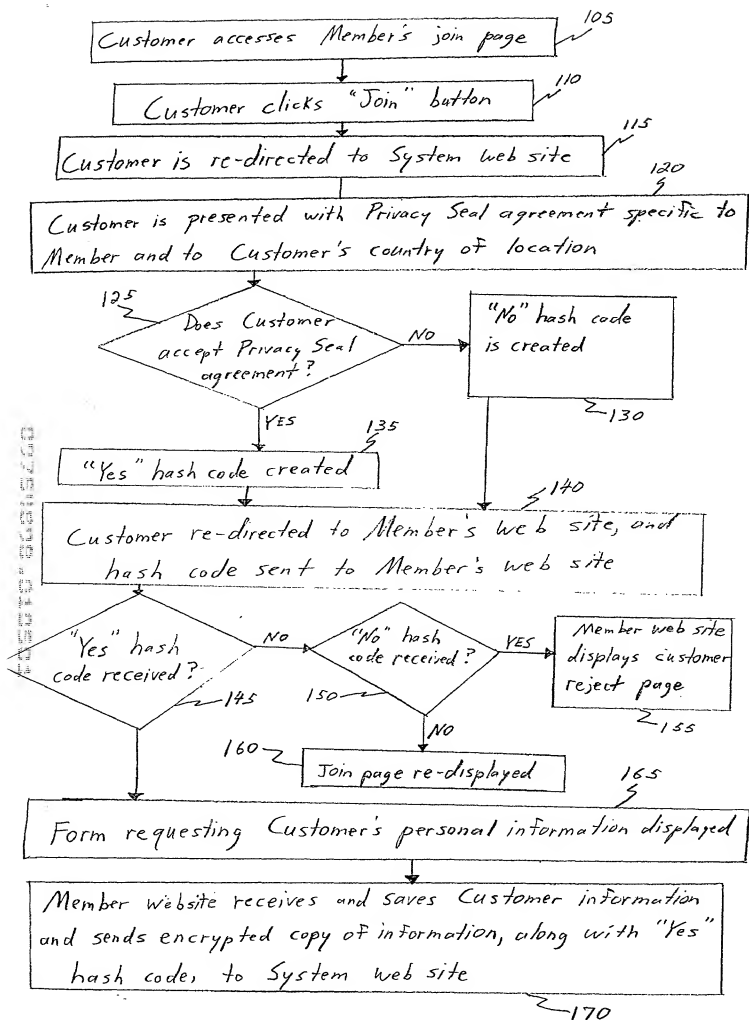 105
Customer accesses Member's join page
110
Customer clicks "Join" button
115
Customer is re-directed to System web site
120
Customer is presented with Privacy Seal agreement specific to
Member and to Customer's country of location
125
Does Customer
accept Privacy Seal
agreement?
NO
"No" hash code
is created
130
YES
135
"Yes" hash code created
140
Customer re-directed to Member's web site, and
hash code sent to Member's web site
"Yes" hash
code received?
145
NO
"No" hash
code received?
150
YES
Member web site
displays customer
reject page
155
NO
160
Join page re-displayed
165
Form requesting Customer's personal information displayed
Member website receives and saves Customer information
and sends encrypted copy of information, along with "Yes"
hash code, to System web site
170